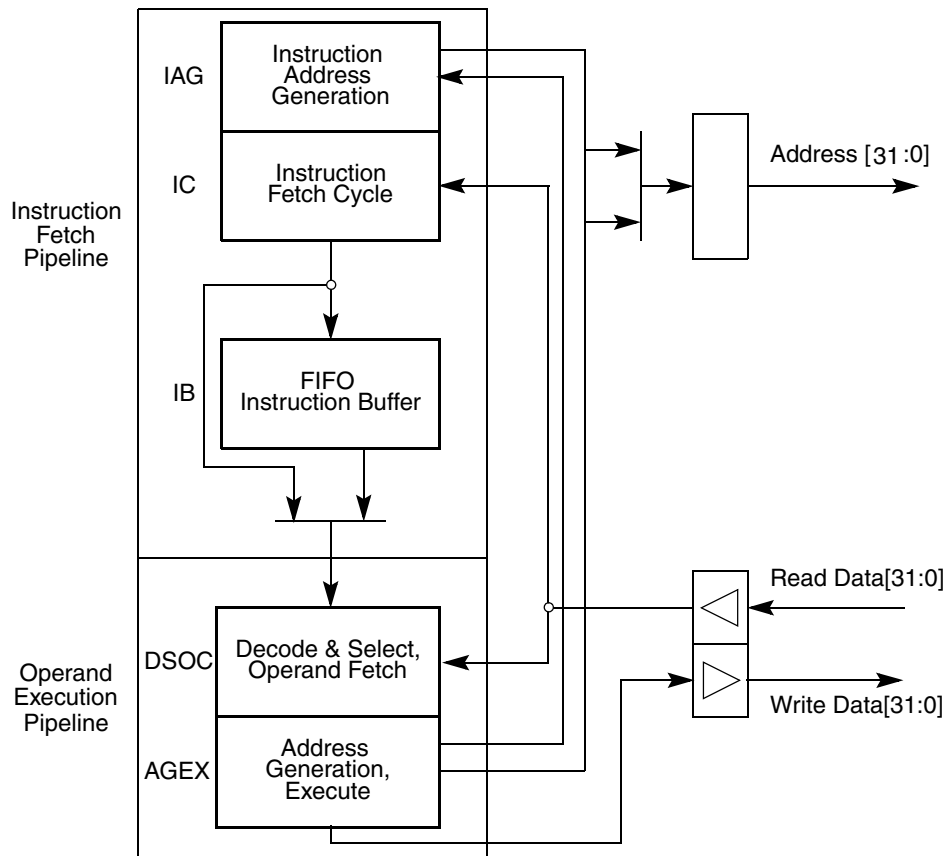 IAG
Instruction
Address
Generation
IC
Instruction
Fetch Cycle
Address [31:0]
Instruction
Fetch
Pipeline
IB
FIFO
Instruction Buffer
Read Data[31:0]
DSOC
Decode & Select,
Operand Fetch
Operand
Execution
Pipeline
Write Data[31:0]
AGEX
Address
Generation,
Execute